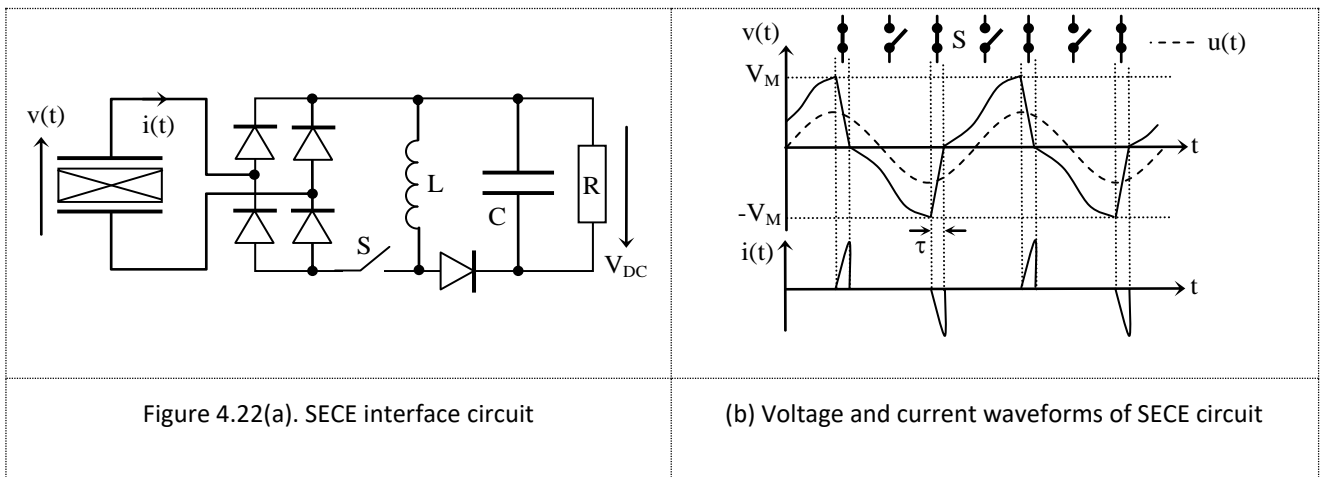 v(t)
i(t)
L
C
R
S
V_DC
Figure 4.22(a). SECE interface circuit
v(t)
S
u(t)
V_M
t
-V_M
τ
i(t)
t
(b) Voltage and current waveforms of SECE circuit